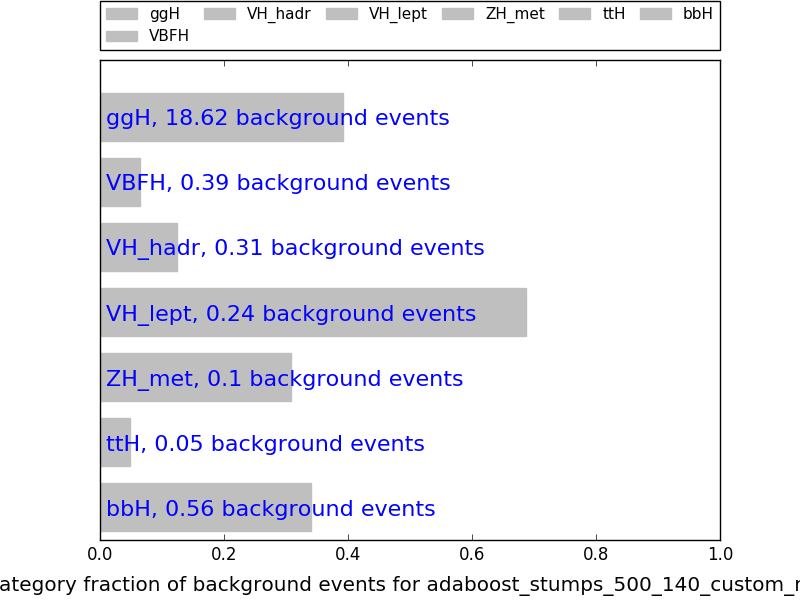 ggH VH_hadr VH_lept ZH_met ttH bbH
VBFH
ggH, 18.62 background events
VBFH, 0.39 background events
VH_hadr, 0.31 background events
VH_lept, 0.24 background events
ZH_met, 0.1 background events
ttH, 0.05 background events
bbH, 0.56 background events
0.0 0.2 0.4 0.6 0.8 1.0
ategory fraction of background events for adaboost_stumps_500_140_custom_